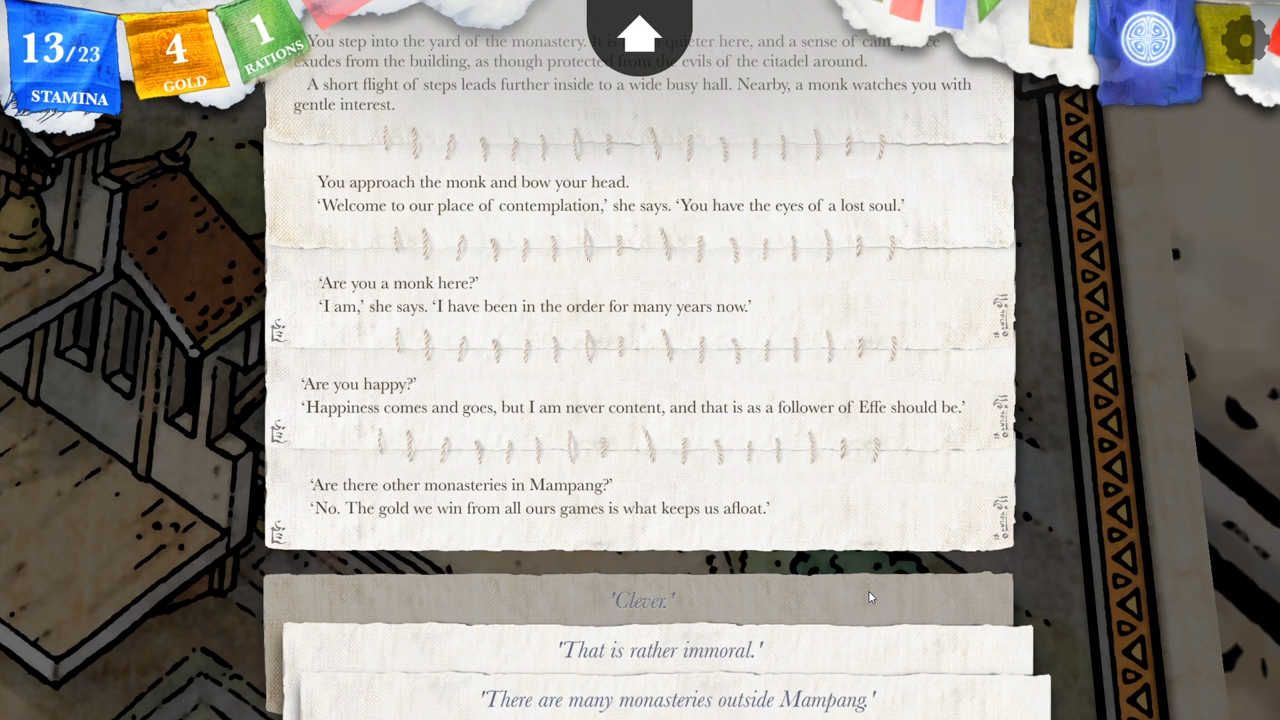 13/23
STAMINA
4
GOLD
1
RATIONS
You step into the yard of the monastery. It is quieter here, and a sense of
exudes from the building, as though protected from the evils of the citadel around.
A short flight of steps leads further inside to a wide busy hall. Nearby, a monk watches you with
gentle interest.
You approach the monk and bow your head.
‘Welcome to our place of contemplation,’ she says. ‘You have the eyes of a lost soul.’
‘Are you a monk here?’
‘I am,’ she says. ‘I have been in the order for many years now.’
‘Are you happy?’
‘Happiness comes and goes, but I am never content, and that is as a follower of Effe should be.’
‘Are there other monasteries in Mampang?’
‘No. The gold we win from all ours games is what keeps us afloat.’
'Clever.'
'That is rather immoral.'
'There are many monasteries outside Mampang.'